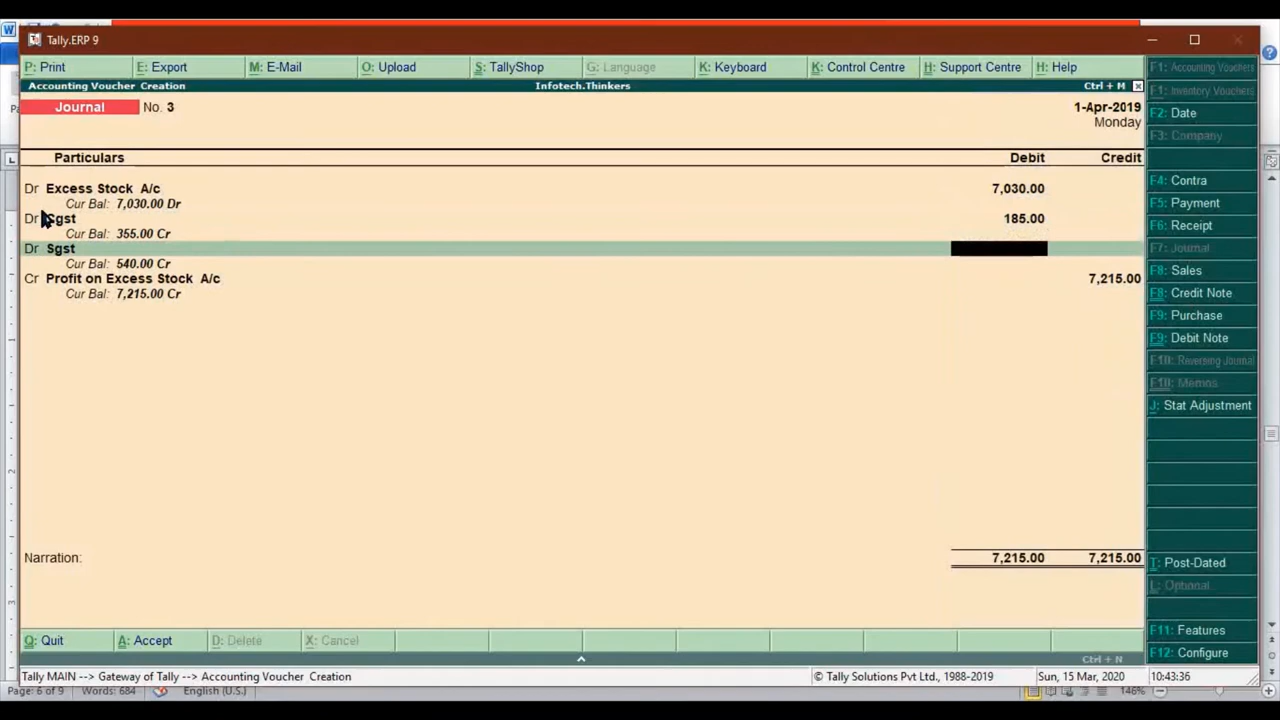 Tally.ERP 9
P: Print E: Export M: E-Mail O: Upload S: TallyShop G: Language K: Keyboard K: Control Centre H: Support Centre H: Help
Accounting Voucher Creation Infotech.Thinkers Ctrl + M
Journal No. 3 1-Apr-2019
Monday
Particulars Debit Credit
Dr Excess Stock A/c 7,030.00
Cur Bal: 7,030.00 Dr
Dr Cgst 185.00
Cur Bal: 355.00 Cr
Dr Sgst
Cur Bal: 540.00 Cr
Cr Profit on Excess Stock A/c 7,215.00
Cur Bal: 7,215.00 Cr
Narration: 7,215.00 7,215.00
F1: Accounting Vouchers
F1: Inventory Vouchers
F2: Date
F3: Company
F4: Contra
F5: Payment
F6: Receipt
F7: Journal
F8: Sales
F8: Credit Note
F9: Purchase
F9: Debit Note
F10: Reversing Journal
F10: Memos
J: Stat Adjustment
T: Post-Dated
L: Optional
F11: Features
F12: Configure
Q: Quit A: Accept D: Delete X: Cancel
Ctrl + N
Tally MAIN --> Gateway of Tally --> Accounting Voucher Creation © Tally Solutions Pvt Ltd., 1988-2019 Sun, 15 Mar, 2020 10:43:36
Page: 6 of 9 Words: 684 English (U.S.) 146%